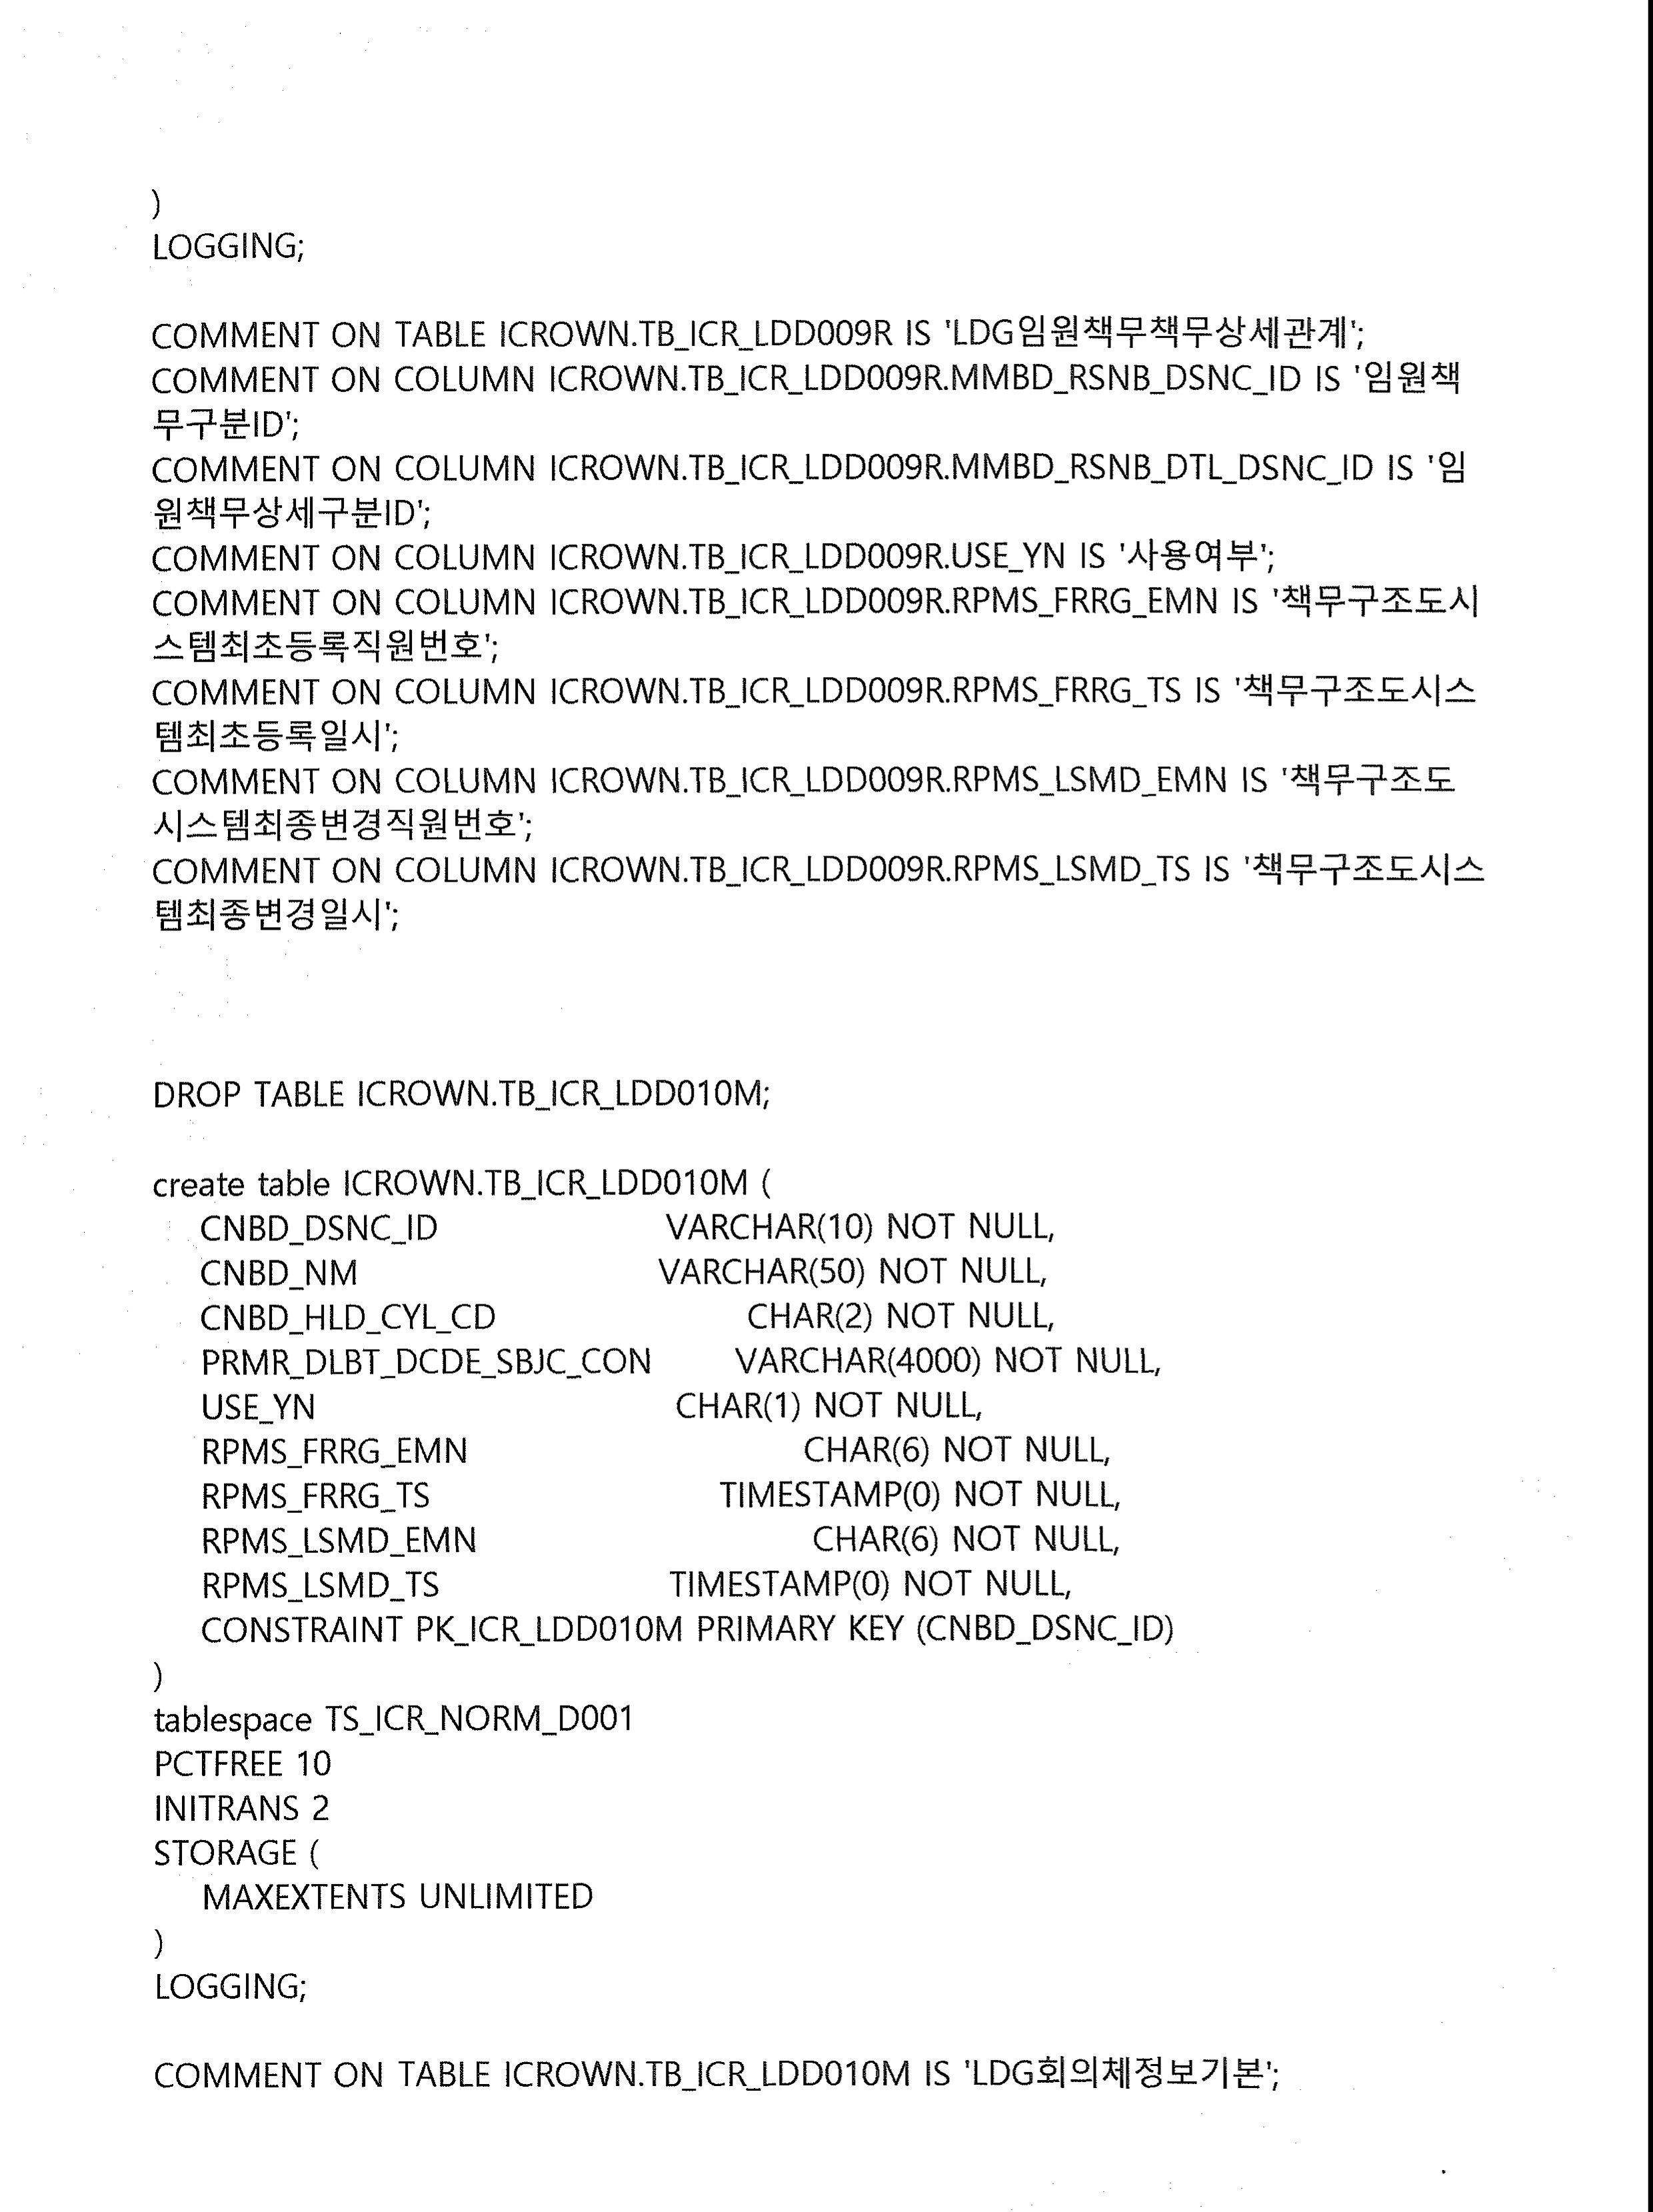 )
LOGGING;
COMMENT ON TABLE ICROWN.TB_ICR_LDD009R IS 'LDG임원책무책무상세관계';
COMMENT ON COLUMN ICROWN.TB_ICR_LDD009R.MMBD_RSNB_DSNC_ID IS '임원책
무구분ID';
COMMENT ON COLUMN ICROWN.TB_ICR_LDD009R.MMBD_RSNB_DTL_DSNC_ID IS '임
원책무상세구분ID';
COMMENT ON COLUMN ICROWN.TB_ICR_LDD009R.USE_YN IS '사용여부';
COMMENT ON COLUMN ICROWN.TB_ICR_LDD009R.RPMS_FRRG_EMN IS '책무구조도시
스템최초등록직원번호';
COMMENT ON COLUMN ICROWN.TB_ICR_LDD009R.RPMS_FRRG_TS IS '책무구조도시스
템최초등록일시';
COMMENT ON COLUMN ICROWN.TB_ICR_LDD009R.RPMS_LSMD_EMN IS '책무구조도
시스템최종변경직원번호';
COMMENT ON COLUMN ICROWN.TB_ICR_LDD009R.RPMS_LSMD_TS IS '책무구조도시스
템최종변경일시';
DROP TABLE ICROWN.TB_ICR_LDD010M;
create table ICROWN.TB_ICR_LDD010M (
CNBD_DSNC_ID VARCHAR(10) NOT NULL,
CNBD_NM VARCHAR(50) NOT NULL,
CNBD_HLD_CYL_CD CHAR(2) NOT NULL,
PRMR_DLBT_DCDE_SBJC_CON VARCHAR(4000) NOT NULL,
USE_YN CHAR(1) NOT NULL,
RPMS_FRRG_EMN CHAR(6) NOT NULL,
RPMS_FRRG_TS TIMESTAMP(0) NOT NULL,
RPMS_LSMD_EMN CHAR(6) NOT NULL,
RPMS_LSMD_TS TIMESTAMP(0) NOT NULL,
CONSTRAINT PK_ICR_LDD010M PRIMARY KEY (CNBD_DSNC_ID)
)
tablespace TS_ICR_NORM_D001
PCTFREE 10
INITRANS 2
STORAGE (
MAXEXTENTS UNLIMITED
)
LOGGING;
COMMENT ON TABLE ICROWN.TB_ICR_LDD010M IS 'LDG회의체정보기본';